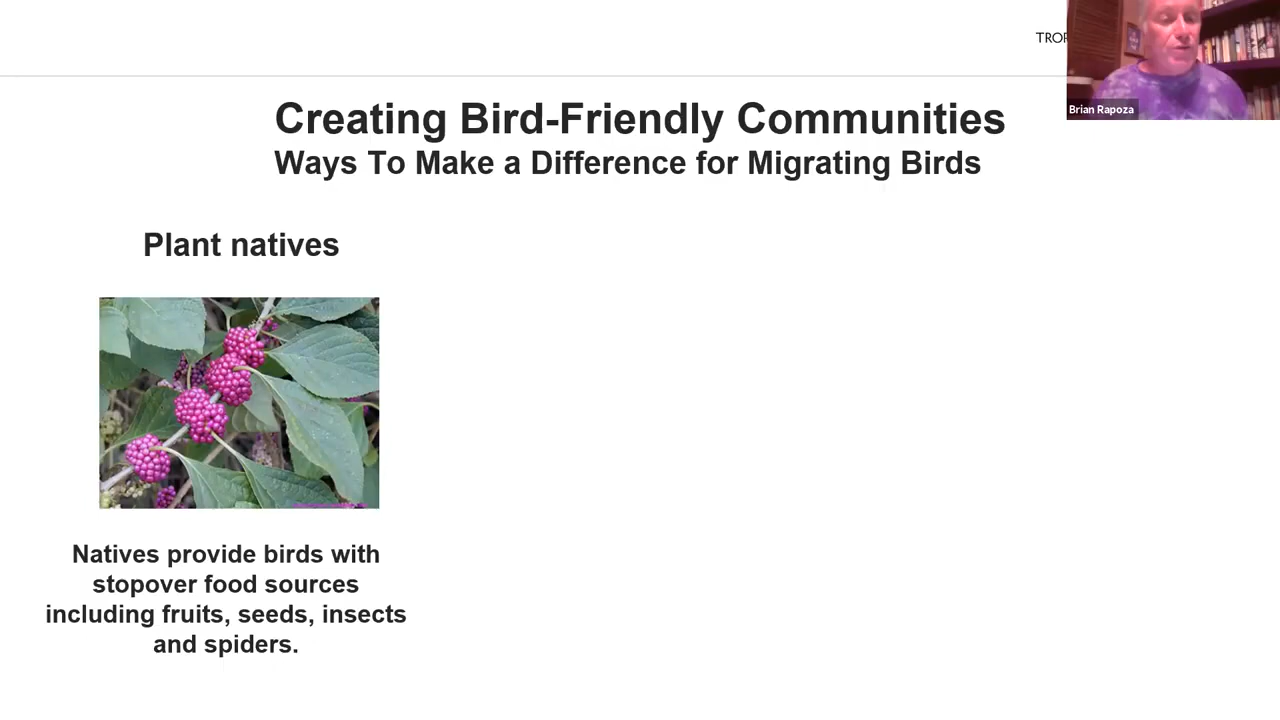 Brian Rapoza
Creating Bird-Friendly Communities
Ways To Make a Difference for Migrating Birds
Plant natives
Natives provide birds with
stopover food sources
including fruits, seeds, insects
and spiders.